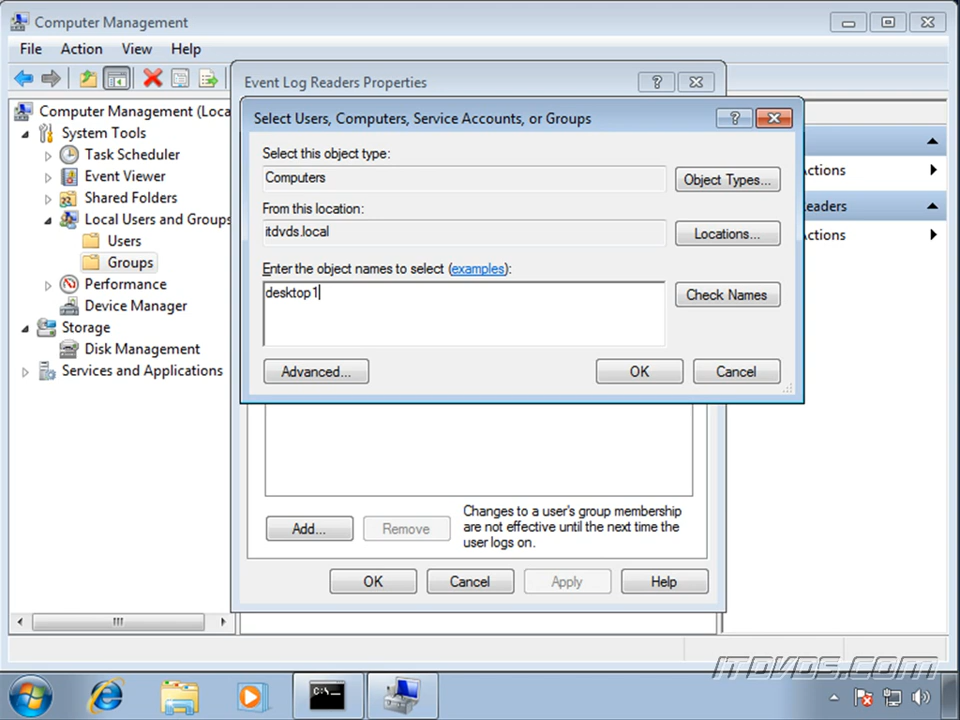 Computer Management
File Action View Help
Computer Management (Loca
System Tools
Task Scheduler
Event Viewer
Shared Folders
Local Users and Groups
Users
Groups
Performance
Device Manager
Storage
Disk Management
Services and Applications
Event Log Readers Properties
Select Users, Computers, Service Accounts, or Groups
Select this object type:
Computers
Object Types...
From this location:
itdvds.local
Locations...
Enter the object names to select (examples):
desktop1
Check Names
Advanced...
OK
Cancel
Add...
Remove
Changes to a user's group membership
are not effective until the next time the
user logs on.
OK
Cancel
Apply
Help
Actions
eaders
Actions
C:\_
ITDVDS.COM